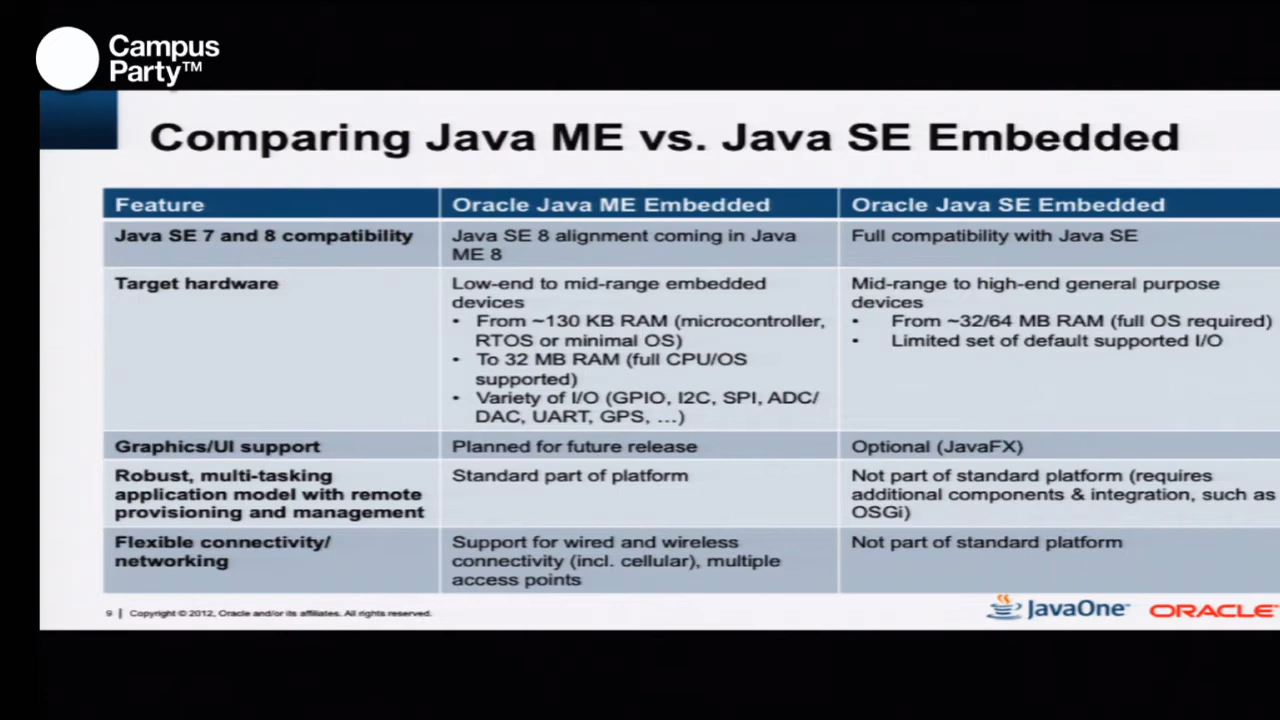 Campus
Party™
Comparing Java ME vs. Java SE Embedded
Feature
Oracle Java ME Embedded
Oracle Java SE Embedded
Java SE 7 and 8 compatibility
Java SE 8 alignment coming in Java
ME 8
Full compatibility with Java SE
Target hardware
Low-end to mid-range embedded
devices
• From ~130 KB RAM (microcontroller,
RTOS or minimal OS)
• To 32 MB RAM (full CPU/OS
supported)
• Variety of I/O (GPIO, I2C, SPI, ADC/
DAC, UART, GPS, …)
Mid-range to high-end general purpose
devices
• From ~32/64 MB RAM (full OS required)
• Limited set of default supported I/O
Graphics/UI support
Planned for future release
Optional (JavaFX)
Robust, multi-tasking
application model with remote
provisioning and management
Standard part of platform
Not part of standard platform (requires
additional components & integration, such as
OSGi)
Flexible connectivity/
networking
Support for wired and wireless
connectivity (incl. cellular), multiple
access points
Not part of standard platform
9 | Copyright © 2012, Oracle and/or its affiliates. All rights reserved.
JavaOne™
ORACLE